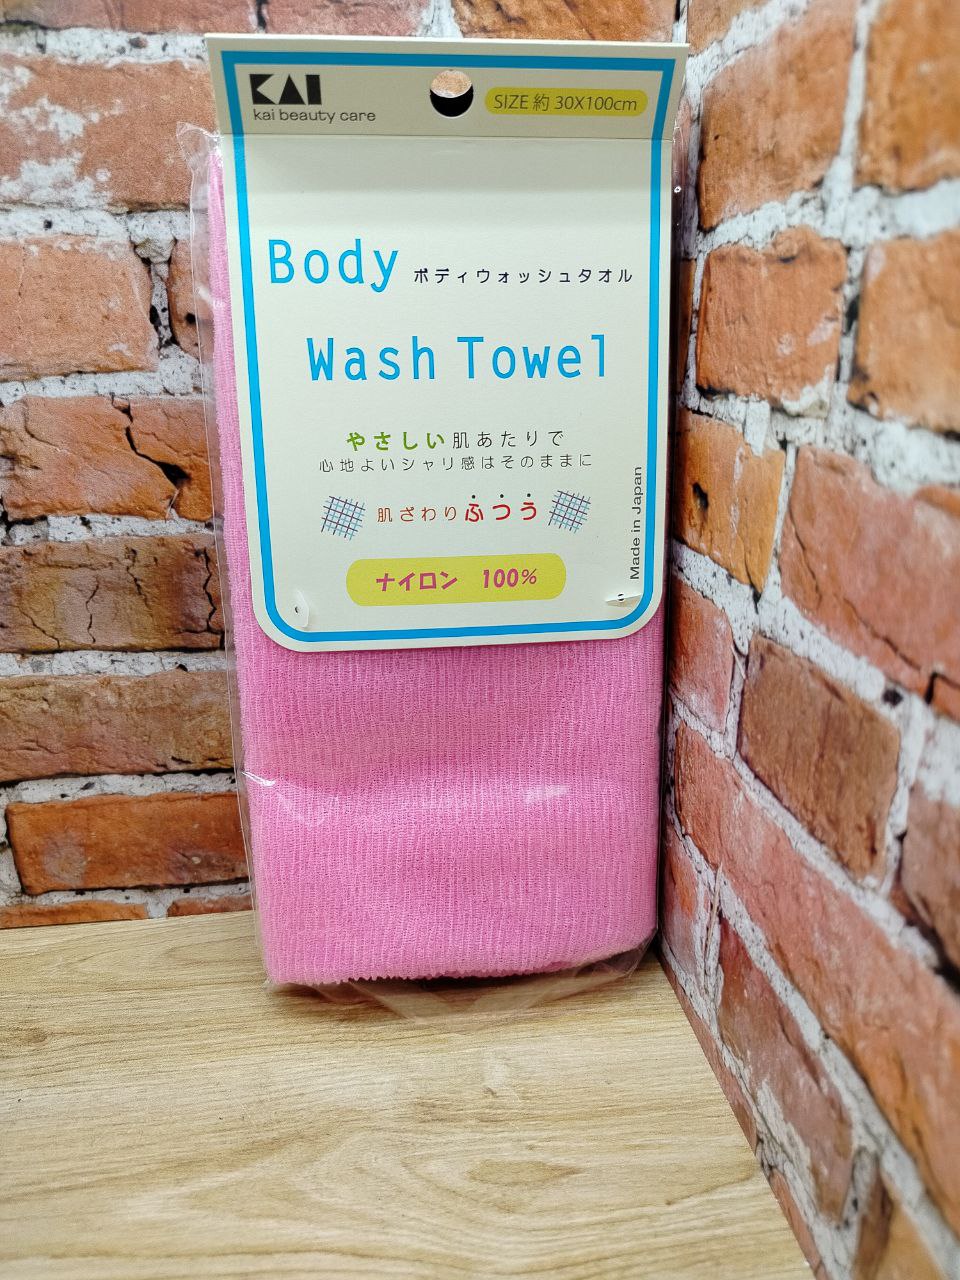 KAI
kai beauty care
SIZE 約 30X100cm
Body ボディウォッシュタオル
Wash Towel
やさしい肌あたりで
心地よいシャリ感はそのままに
肌ざわりふつう
ナイロン 100%
Made in Japan